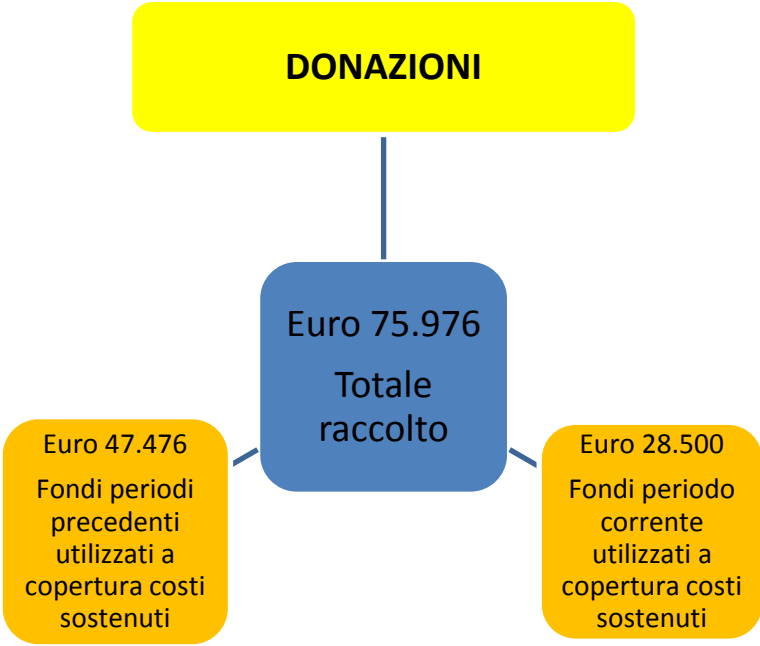 DONAZIONI
Euro 75.976
Totale
raccolto
Euro 47.476
Fondi periodi
precedenti
utilizzati a
copertura costi
sostenuti
Euro 28.500
Fondi periodo
corrente
utilizzati a
copertura costi
sostenuti